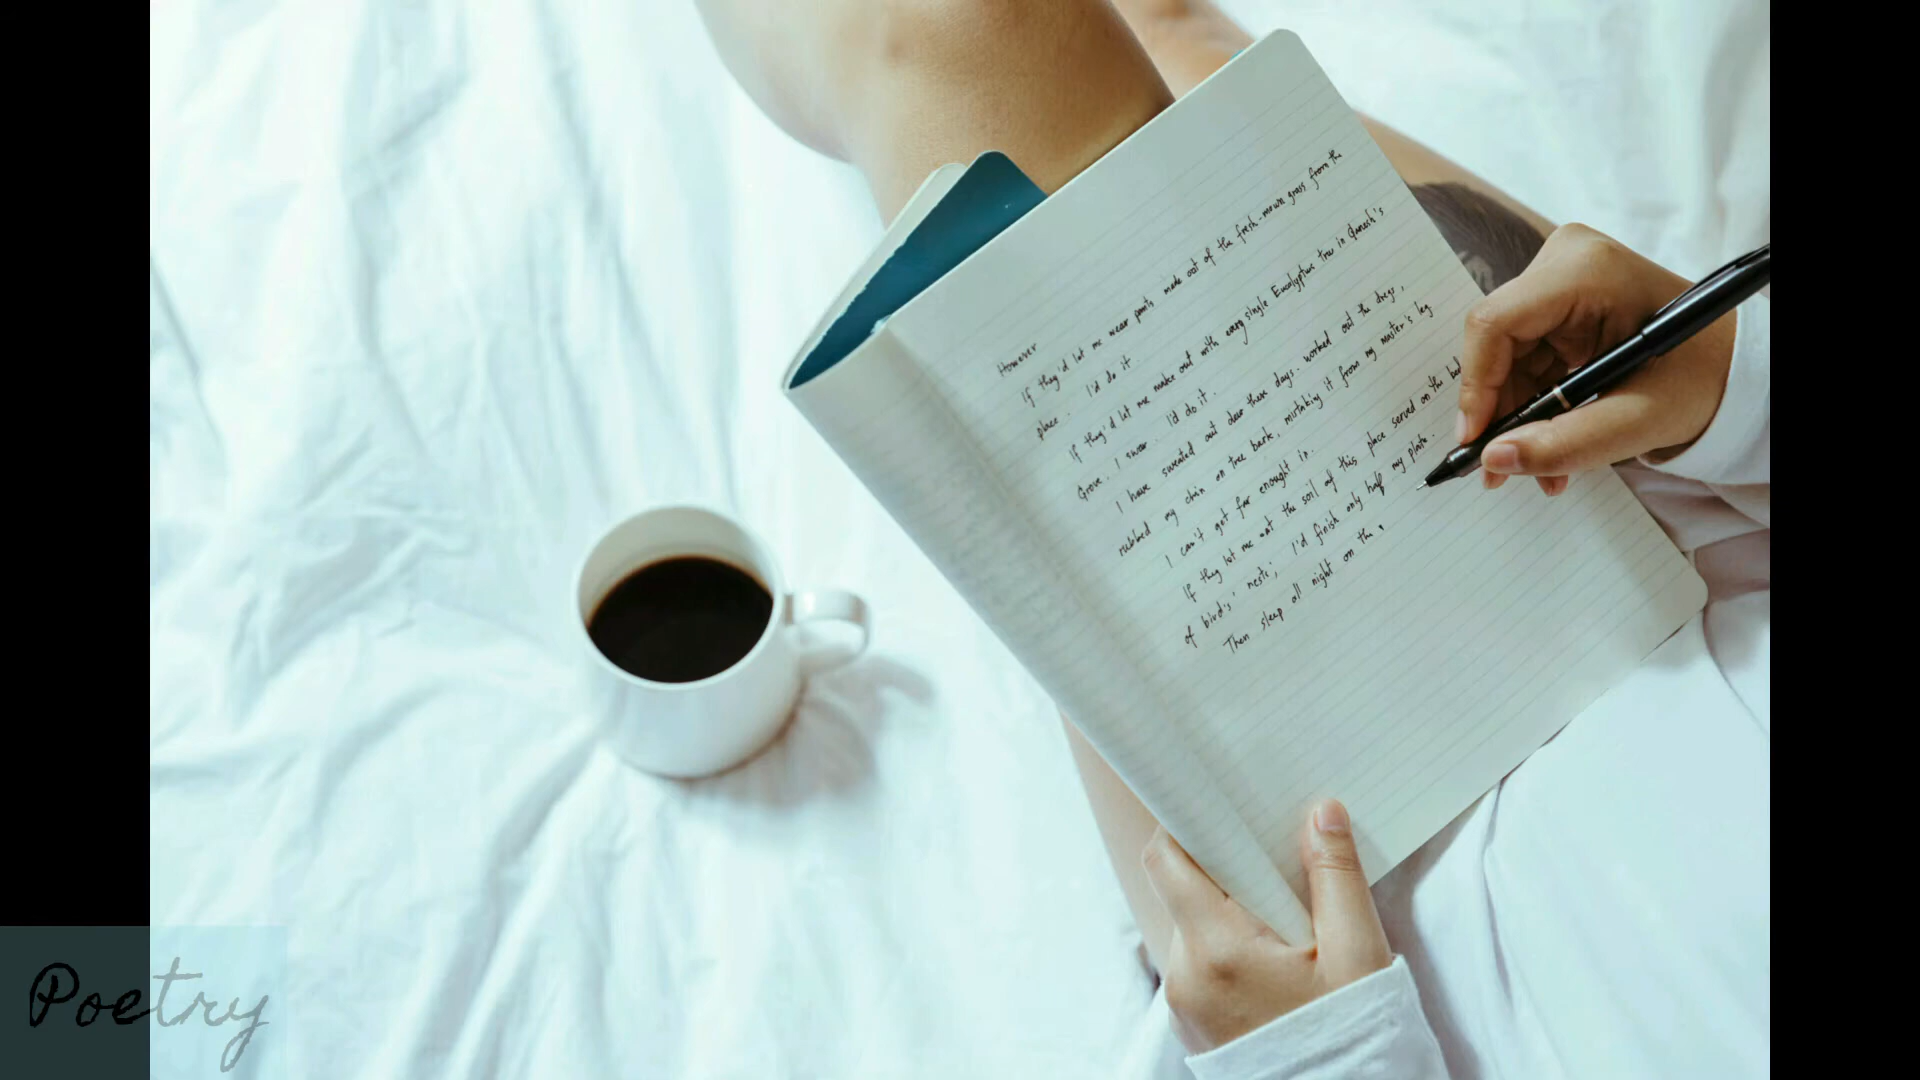 However
If they'd let me wear pants made out of the fresh-mown grass from the
place. I'd do it.
If they'd let me make out with every single Eucalyptus tree in Ganesh's
Grove. I swear. I'd do it.
I have sweated out dew these days. worked out the dregs,
rubbed my chin on tree bark, mistaking it from my master's leg
I can't get far enought in.
If they let me eat the soil of this place served on the bed
of bird's, nests; I'd finish only half my plate.
Then sleep all night on the
Poetry